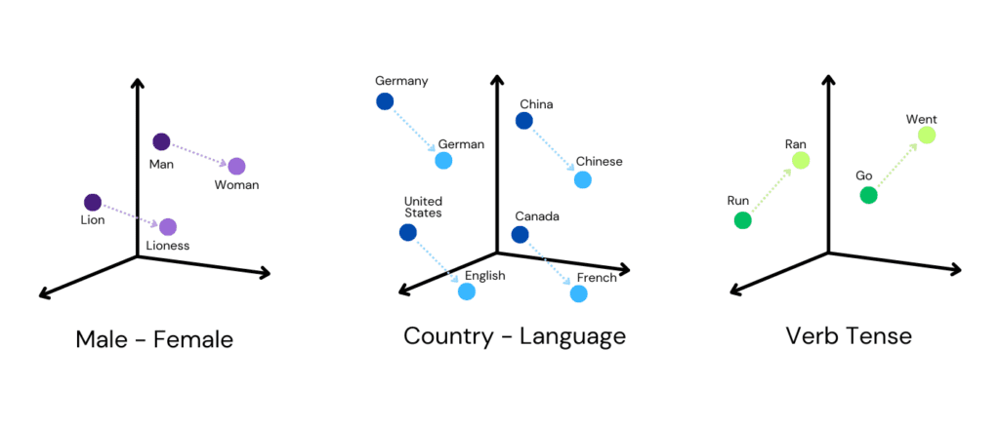 Man
Woman
Lion
Lioness
Male - Female
Germany
German
China
Chinese
United
States
English
Canada
French
Country - Language
Run
Ran
Go
Went
Verb Tense